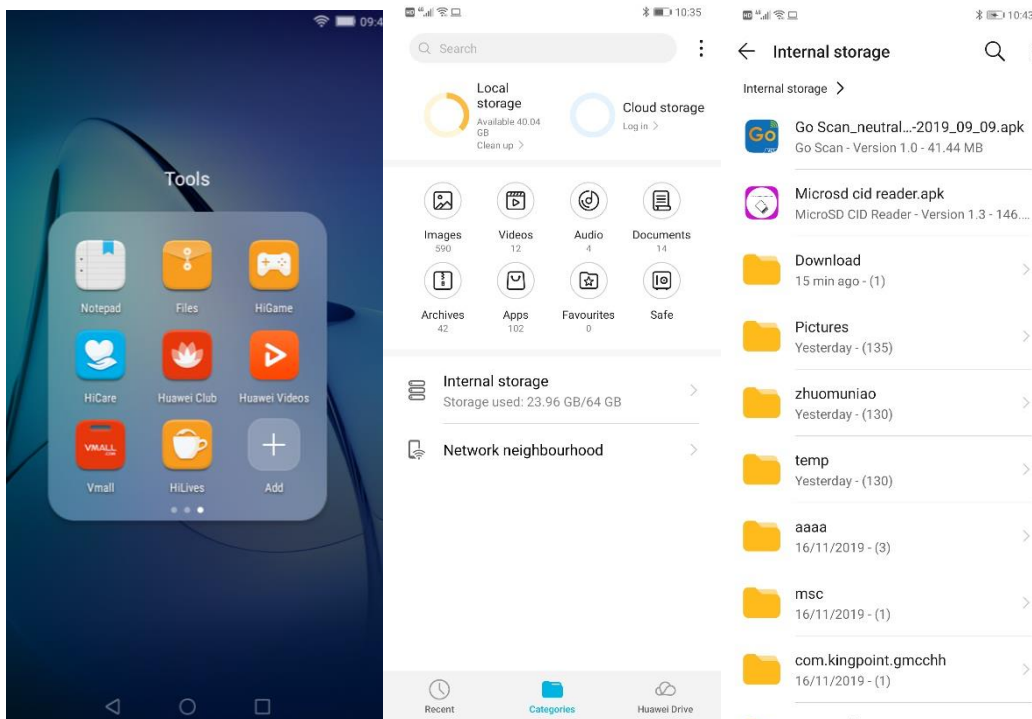 09:4
Tools
Notepad
Files
HiGame
HiCare
Huawei Club
Huawei Videos
VMALL
.COM
Vmall
HiLives
Add
HD
10:35
Search
Local
storage
Available 40.04
GB
Clean up >
Cloud storage
Log in >
Images
590
Videos
12
Audio
4
Documents
14
Archives
42
Apps
102
Favourites
0
Safe
Internal storage
Storage used: 23.96 GB/64 GB
Network neighbourhood
Recent
Categories
Huawei Drive
HD
10:43
Internal storage
Internal storage >
Go
Go Scan_neutral...-2019_09_09.apk
Go Scan - Version 1.0 - 41.44 MB
Microsd cid reader.apk
MicroSD CID Reader - Version 1.3 - 146....
Download
15 min ago - (1)
Pictures
Yesterday - (135)
zhuomuniao
Yesterday - (130)
temp
Yesterday - (130)
aaaa
16/11/2019 - (3)
msc
16/11/2019 - (1)
com.kingpoint.gmcchh
16/11/2019 - (1)